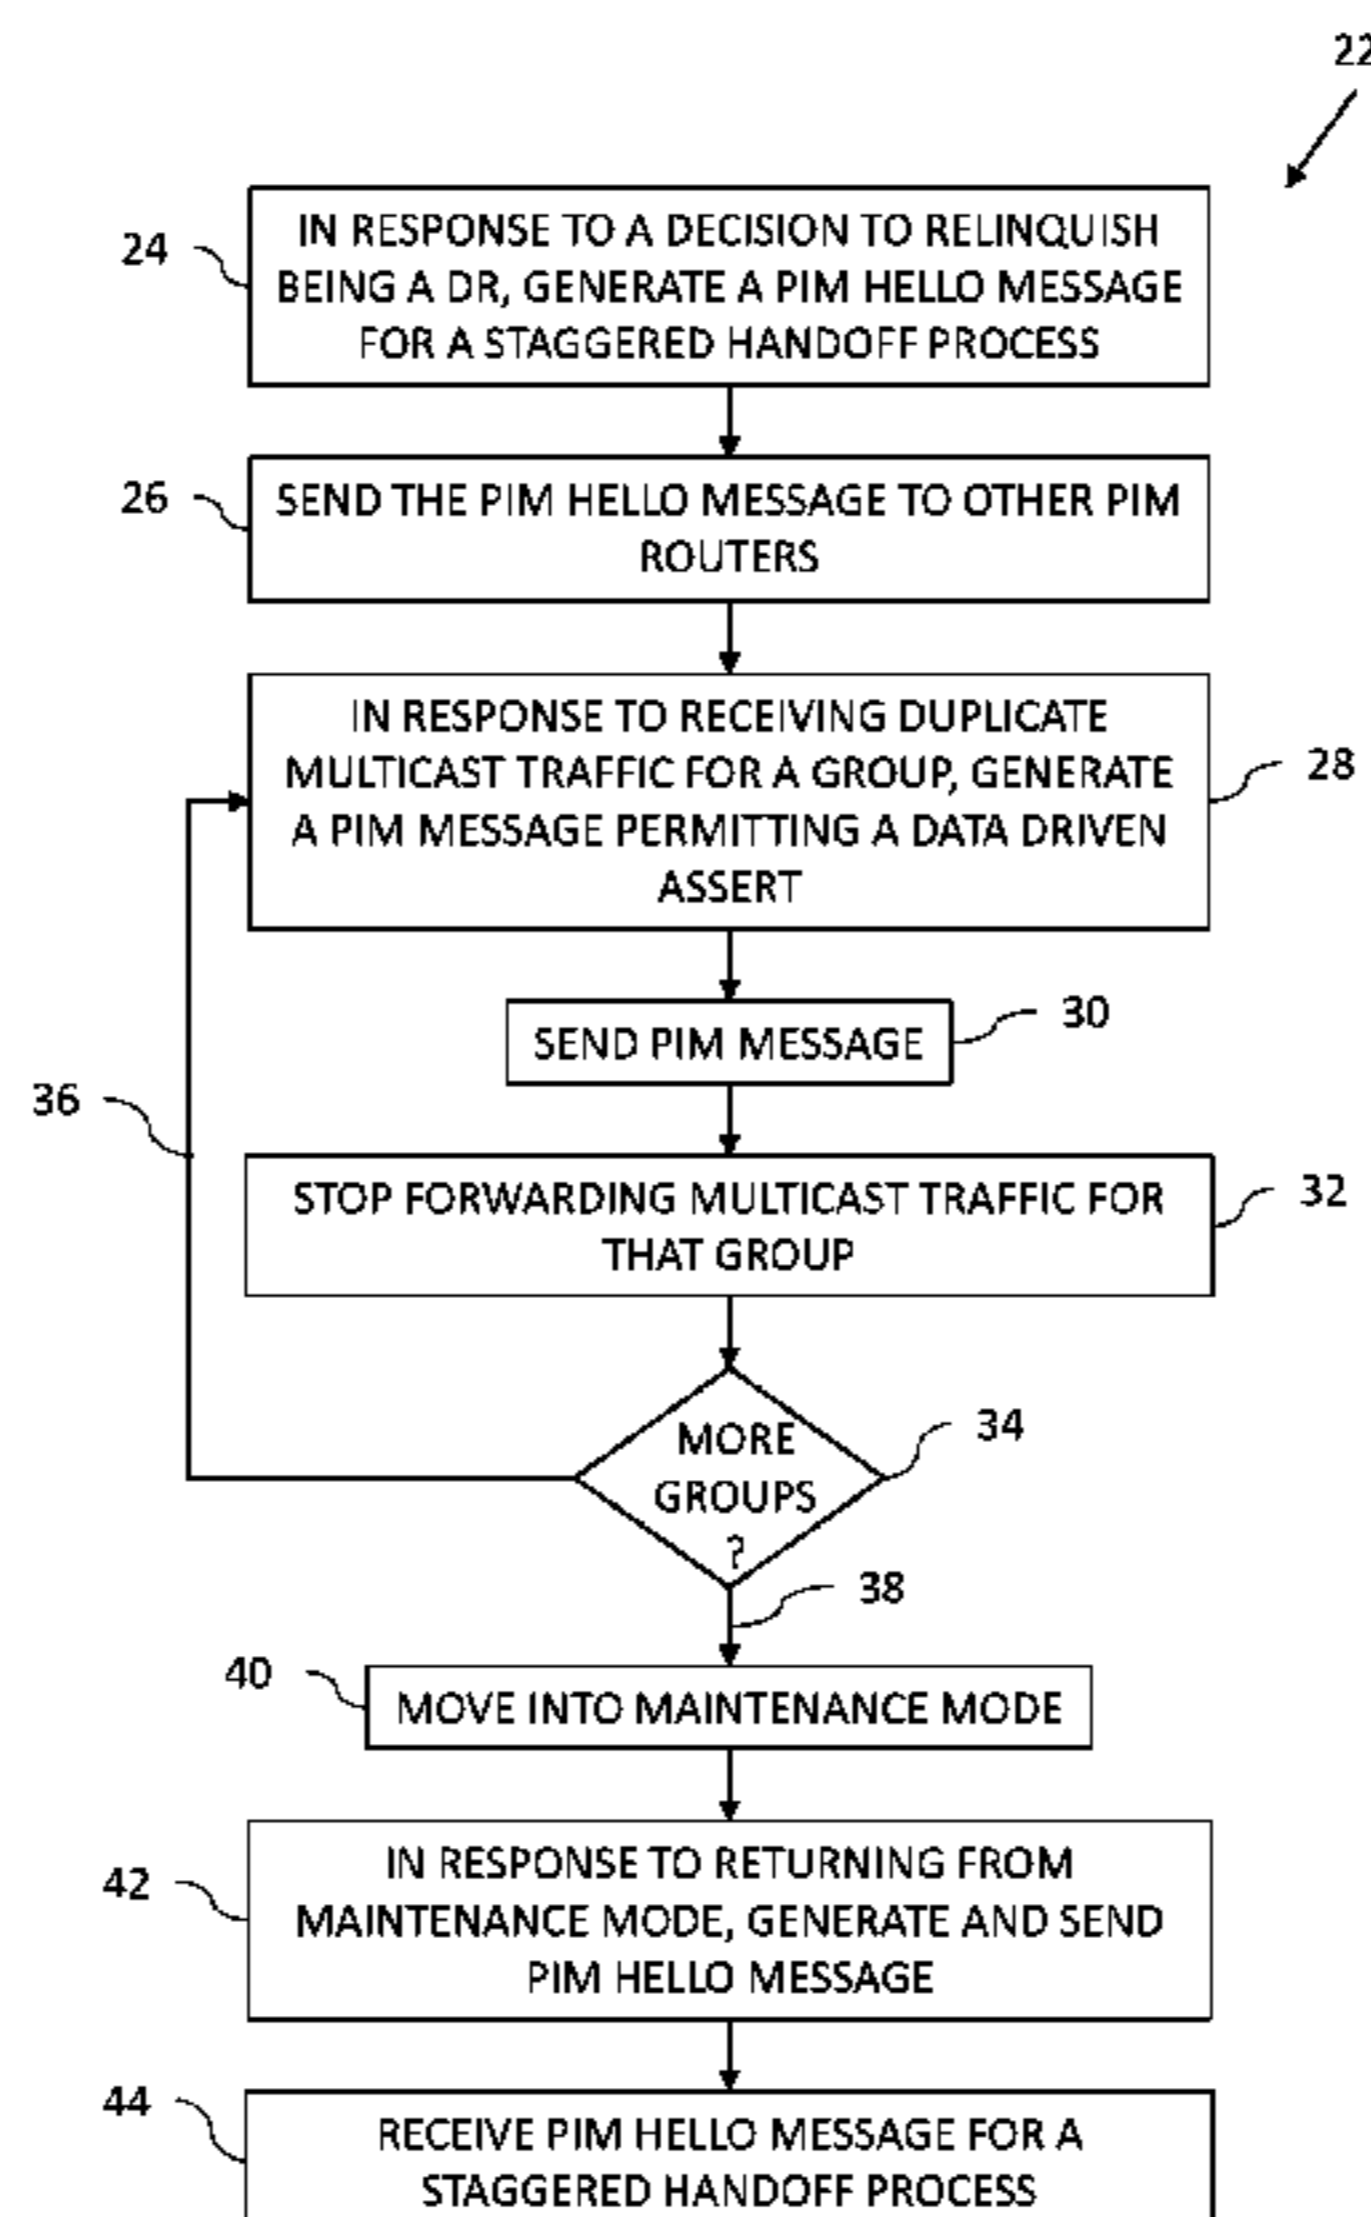 22
24
IN RESPONSE TO A DECISION TO RELINQUISH
BEING A DR, GENERATE A PIM HELLO MESSAGE
FOR A STAGGERED HANDOFF PROCESS
26
SEND THE PIM HELLO MESSAGE TO OTHER PIM
ROUTERS
IN RESPONSE TO RECEIVING DUPLICATE
MULTICAST TRAFFIC FOR A GROUP, GENERATE
A PIM MESSAGE PERMITTING A DATA DRIVEN
ASSERT
28
SEND PIM MESSAGE
30
36
STOP FORWARDING MULTICAST TRAFFIC FOR
THAT GROUP
32
MORE
GROUPS
?
34
38
40
MOVE INTO MAINTENANCE MODE
42
IN RESPONSE TO RETURNING FROM
MAINTENANCE MODE, GENERATE AND SEND
PIM HELLO MESSAGE
44
RECEIVE PIM HELLO MESSAGE FOR A
STAGGERED HANDOFF PROCESS